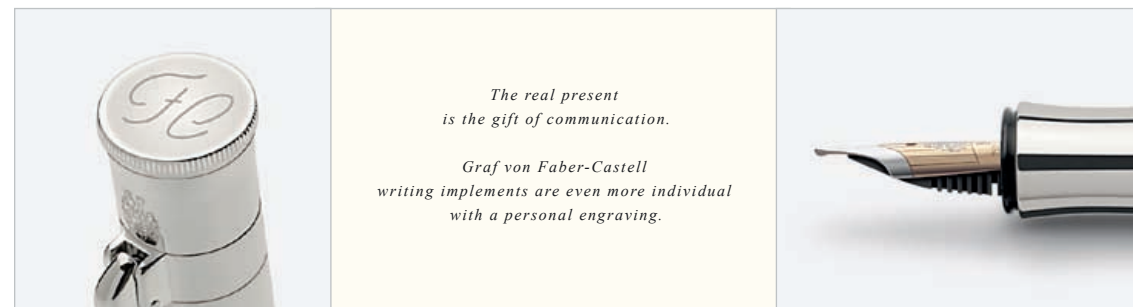 FC
The real present
is the gift of communication.
Graf von Faber-Castell
writing implements are even more individual
with a personal engraving.